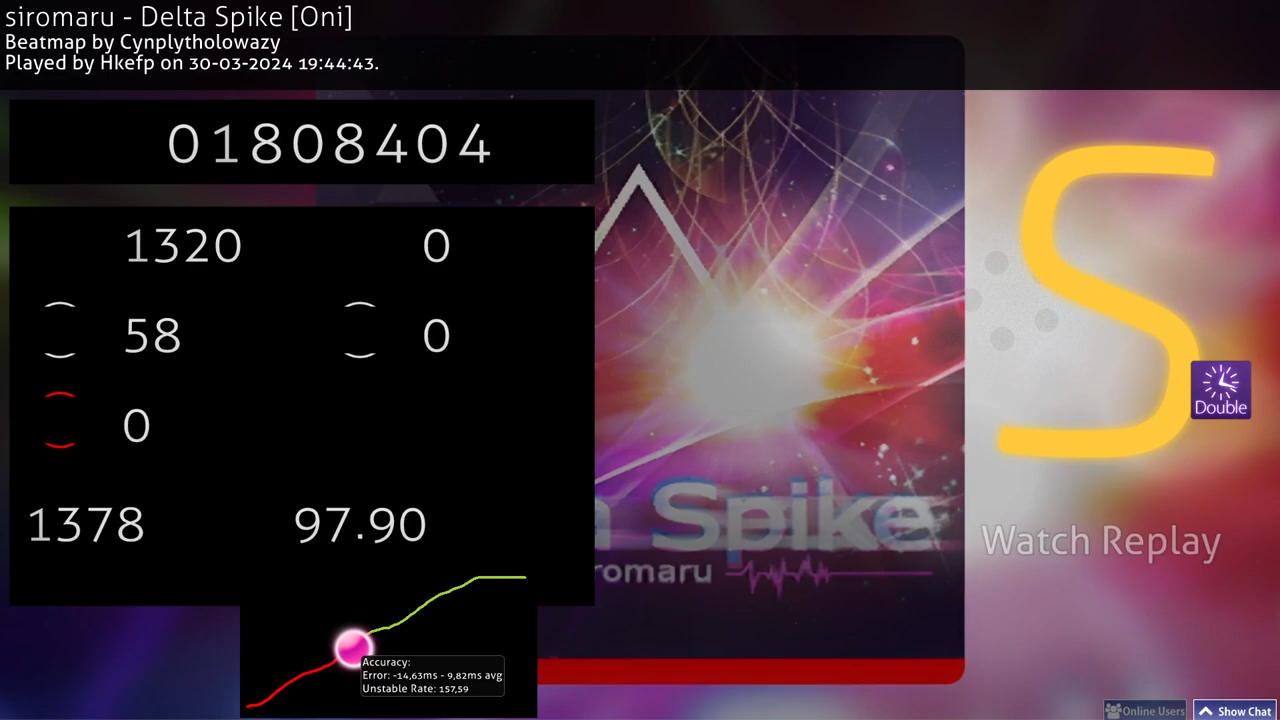 siromaru - Delta Spike [Oni]
Beatmap by Cynplytholowazy
Played by Hkefp on 30-03-2024 19:44:43.
01808404
1320 0
58 0
0
1378 97.90
Spike
romaru
Double
Watch Replay
Accuracy:
Error: -14,63ms - 9,82ms avg
Unstable Rate: 157,59
Online Users
Show Chat